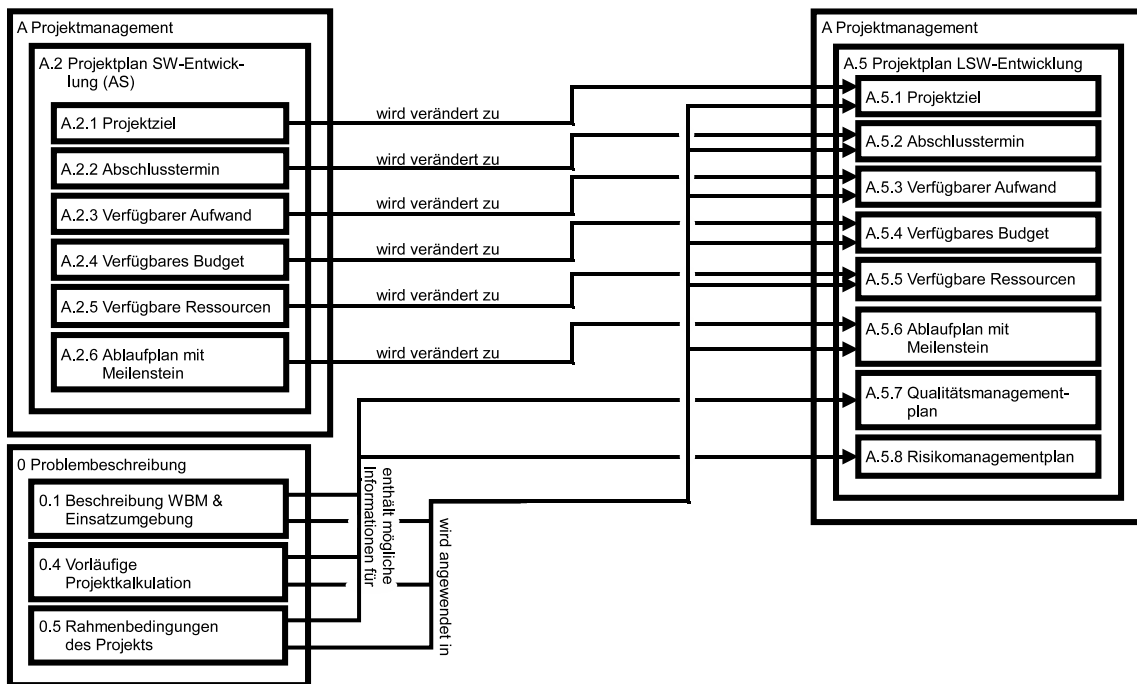 A Projektmanagement
A.2 Projektplan SW-Entwick-
lung (AS)
A.2.1 Projektziel
A.2.2 Abschlusstermin
A.2.3 Verfügbarer Aufwand
A.2.4 Verfügbares Budget
A.2.5 Verfügbare Ressourcen
A.2.6 Ablaufplan mit
Meilenstein
wird verändert zu
wird verändert zu
wird verändert zu
wird verändert zu
wird verändert zu
wird verändert zu
A Projektmanagement
A.5 Projektplan LSW-Entwicklung
A.5.1 Projektziel
A.5.2 Abschlusstermin
A.5.3 Verfügbarer Aufwand
A.5.4 Verfügbares Budget
A.5.5 Verfügbare Ressourcen
A.5.6 Ablaufplan mit
Meilenstein
A.5.7 Qualitätsmanagement-
plan
A.5.8 Risikomanagementplan
0 Problembeschreibung
0.1 Beschreibung WBM &
Einsatzumgebung
0.4 Vorläufige
Projektkalkulation
0.5 Rahmenbedingungen
des Projekts
enthält mögliche
Informationen für
wird angewendet in